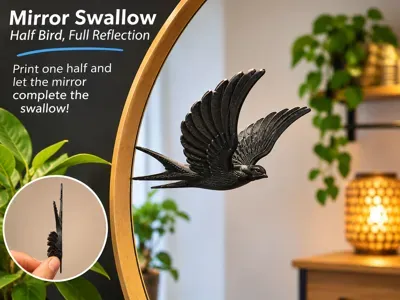 Mirror Swallow
Half Bird, Full Reflection
Print one half and
let the mirror
complete the
swallow!